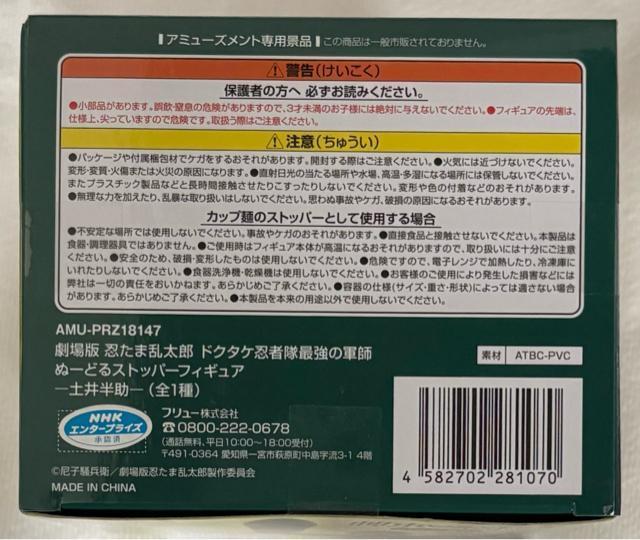 アミューズメント専用景品 この商品は一般市販されておりません。
⚠警告(けいこく)
保護者の方へ 必ずお読みください。
●小部品があります。誤飲・窒息の危険がありますので、3才未満のお子様には絶対に与えないでください。●フィギュアの先端は、
仕様上、尖っていますので危険です。取扱う際はご注意ください。
⚠注意(ちゅうい)
●パッケージや付属梱包材でケガをするおそれがあります。開封する際はご注意ください。●火気には近づけないでください。
変形・変質・火傷または火災の原因になります。●直射日光の当たる場所や水場、高温・多湿になる場所には保管しないでください。
またプラスチック製品などと長時間接触させたりこすったりしないでください。変形や色の付着などのおそれがあります。
●無理な力を加えたり、乱暴な取り扱いはしないでください。思わぬ事故やケガ、破損の原因になるおそれがあります。
カップ麺のストッパーとして使用する場合
●不安定な場所では使用しないでください。事故やケガのおそれがあります。●直接食品と接触させないでください。本製品は
食器・調理器具ではありません。●ご使用時はフィギュア本体が高温になるおそれがありますので、取り扱いには十分にご注意
ください。●安全のため、破損・変形したものは使用しないでください。●危険ですので、電子レンジで加熱したり、冷凍庫に
いれたりしないでください。●食器洗浄機・乾燥機は使用しないでください。●お客様のご使用により発生した損害などには
弊社は一切の責任をおいかねます。あらかじめご了承ください。●容器の仕様(サイズ・重さ・形状)によっては適さない場合
があります。あらかじめご了承ください。●本製品を本来の用途以外で使用しないでください。
AMU-PRZ18147
劇場版 忍たま乱太郎 ドクタケ忍者隊最強の軍師
ぬーどるストッパーフィギュア
―土井半助―(全1種)
素材 ATBC-PVC
NHK
エンタープライズ
承認済
フリュー株式会社
☎0800-222-0678
(通話無料、平日10:00~18:00受付)
〒491-0364 愛知県一宮市萩原町中島字流3-1 4階
©尼子騒兵衛/劇場版忍たま乱太郎製作委員会
MADE IN CHINA
4 582702 281070